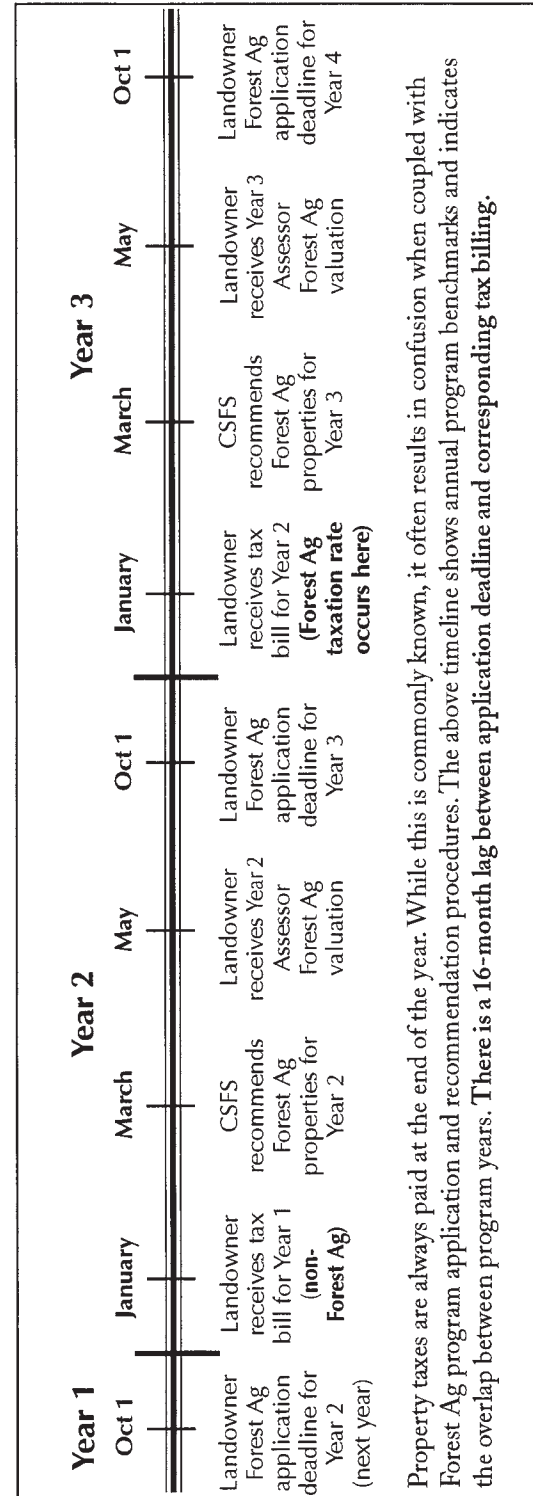 Year 1
Year 2
Year 3
Oct 1
January
March
May
Oct 1
January
March
May
Oct 1
Landowner
Forest Ag
application
deadline for
Year 2
(next year)
Landowner
receives tax
bill for Year 1
(non-
Forest Ag)
CSFS
recommends
Forest Ag
properties for
Year 2
Landowner
receives Year 2
Assessor
Forest Ag
valuation
Landowner
Forest Ag
application
deadline for
Year 3
Landowner
receives tax
bill for Year 2
(Forest Ag
taxation rate
occurs here)
CSFS
recommends
Forest Ag
properties for
Year 3
Landowner
receives Year 3
Assessor
Forest Ag
valuation
Landowner
Forest Ag
application
deadline for
Year 4
Property taxes are always paid at the end of the year. While this is commonly known, it often results in confusion when coupled with
Forest Ag program application and recommendation procedures. The above timeline shows annual program benchmarks and indicates
the overlap between program years. There is a 16-month lag between application deadline and corresponding tax billing.